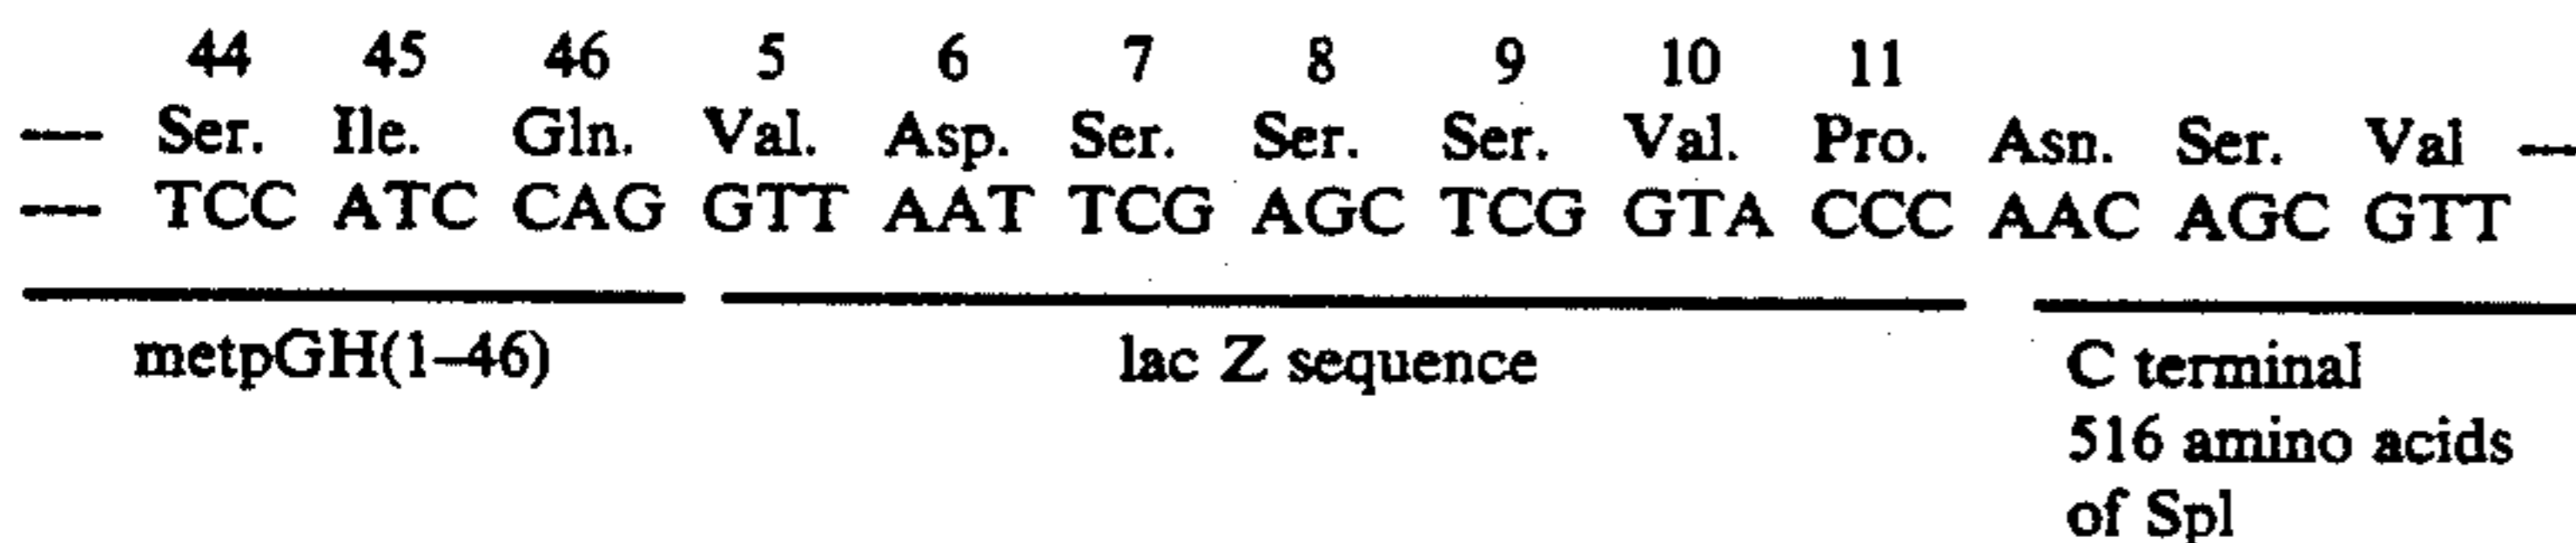 44 45 46 5 6 7 8 9 10 11
--- Ser. Ile. Gln. Val. Asp. Ser. Ser. Ser. Val. Pro. Asn. Ser. Val ---
--- TCC ATC CAG GTT AAT TCG AGC TCG GTA CCC AAC AGC GTT
metpGH(1–46) lac Z sequence C terminal
516 amino acids
of Spl